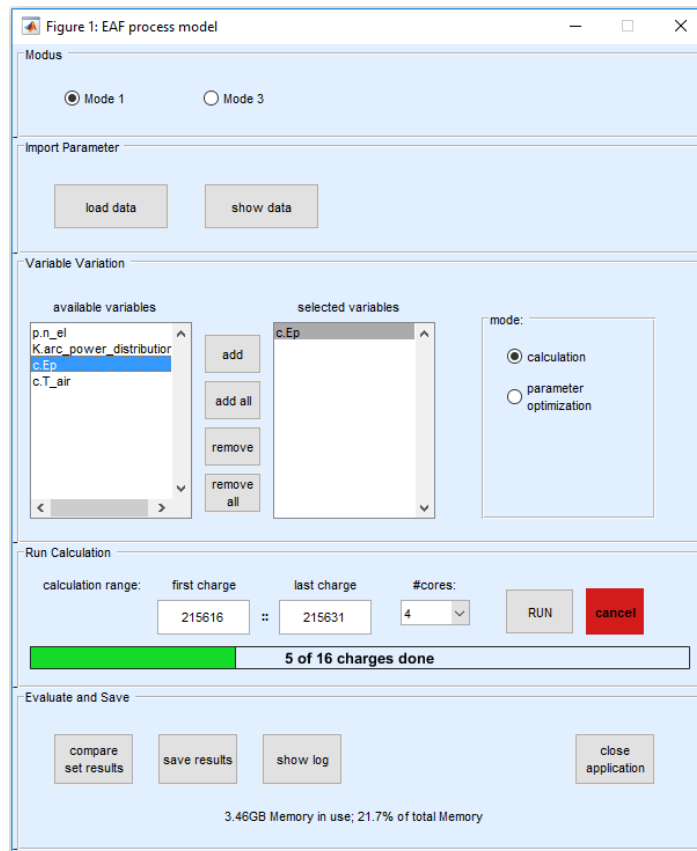 Figure 1: EAF process model
Modus
Mode 1 Mode 3
Import Parameter
load data show data
Variable Variation
available variables selected variables
mode:
p.n_el
K.arc_power_distribution
c.Ep
c.T_air
add
add all
remove
remove
all
c.Ep
calculation
parameter
optimization
Run Calculation
calculation range: first charge last charge #cores:
215616 :: 215631 4 RUN cancel
5 of 16 charges done
Evaluate and Save
compare
set results
save results
show log
close
application
3.46GB Memory in use; 21.7% of total Memory